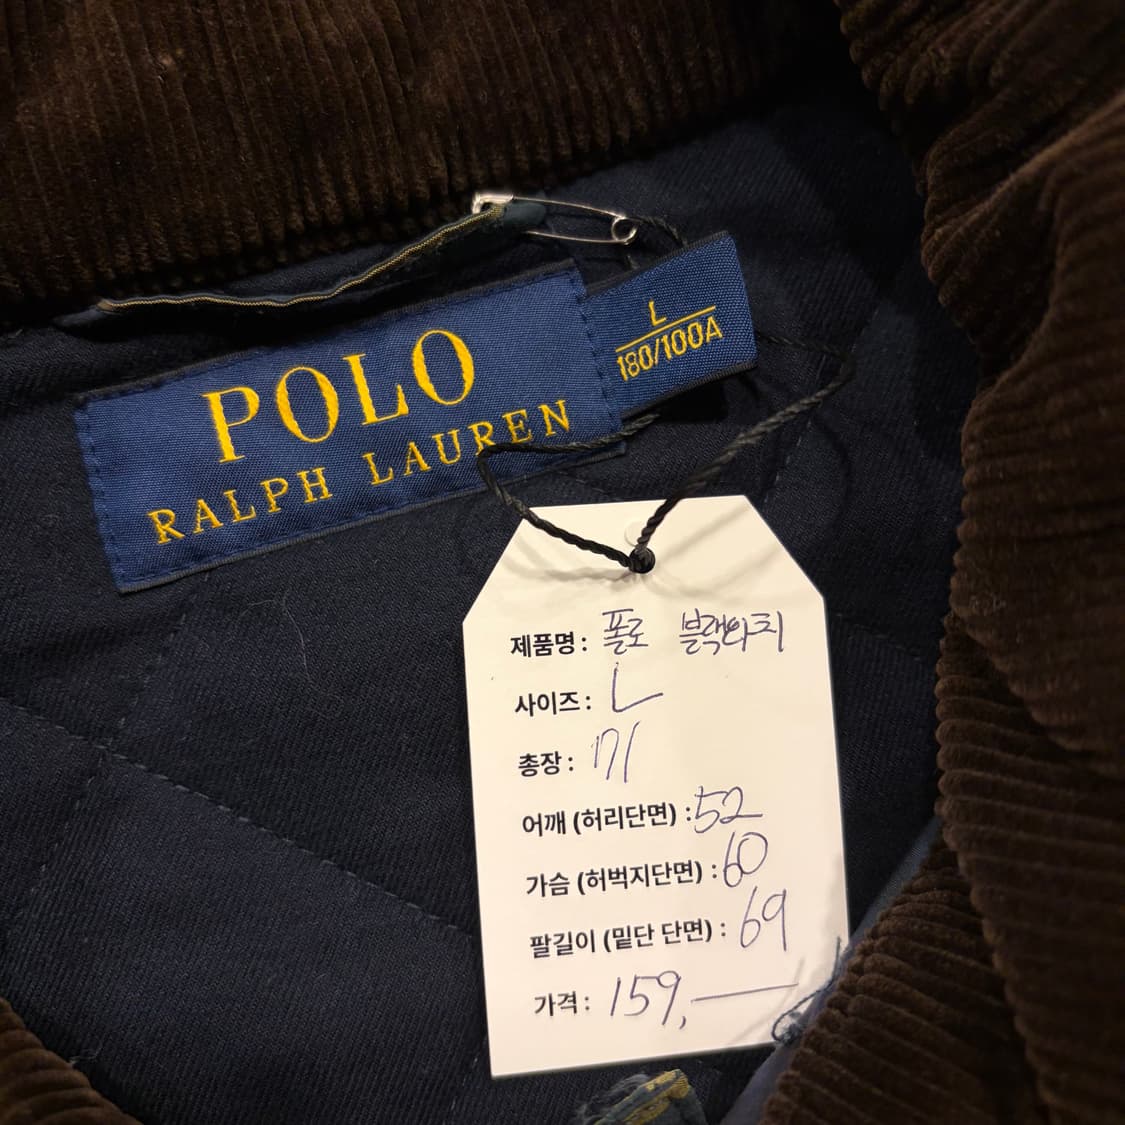 POLO
RALPH LAUREN
L
180/100A
제품명 : 폴로 블랙와치
사이즈 : L
총장 : 71
어깨 (허리단면) : 52
가슴 (허벅지단면) : 60
팔길이 (밑단 단면) : 69
가격 : 159,—